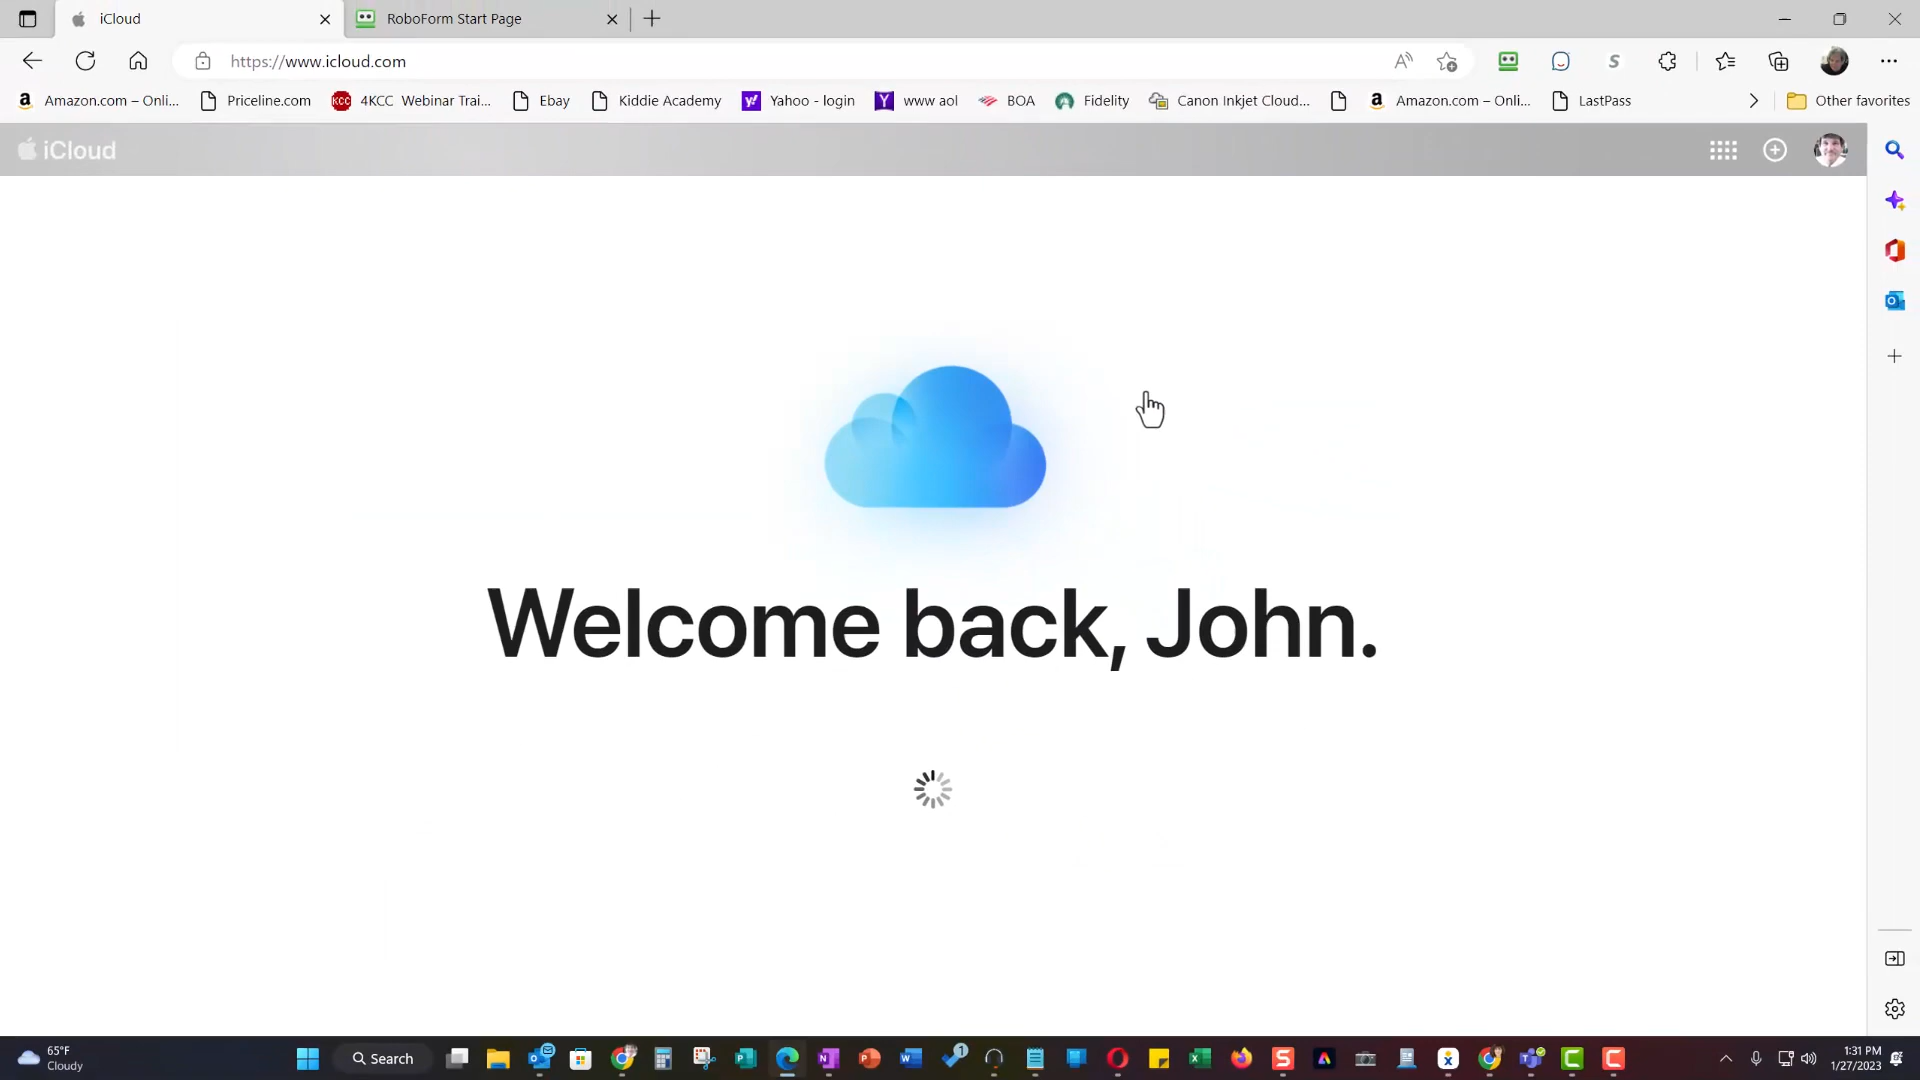 iCloud
RoboForm Start Page
https://www.icloud.com
Amazon.com – Onli...
Priceline.com
KCC 4KCC Webinar Trai...
Ebay
Kiddie Academy
Yahoo - login
www aol
BOA
Fidelity
Canon Inkjet Cloud...
Amazon.com – Onli...
LastPass
Other favorites
iCloud
Welcome back, John.
65°F
Cloudy
Search
1
1:31 PM
1/27/2023